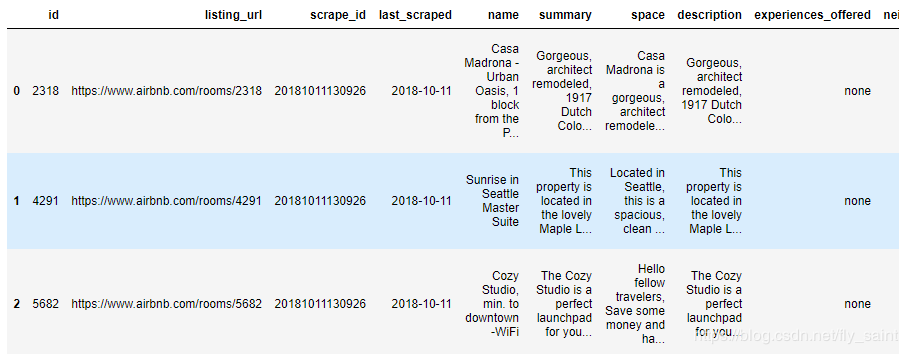 id listing_url scrape_id last_scraped name summary space description experiences_offered nei
0 2318 https://www.airbnb.com/rooms/2318 20181011130926 2018-10-11 Casa Madrona - Urban Oasis, 1 block from the P... Gorgeous, architect remodeled, 1917 Dutch Colo... Casa Madrona is a gorgeous, architect remodele... Gorgeous, architect remodeled, 1917 Dutch Colo... none
1 4291 https://www.airbnb.com/rooms/4291 20181011130926 2018-10-11 Sunrise in Seattle Master Suite This property is located in the lovely Maple L... Located in Seattle, this is a spacious, clean ... This property is located in the lovely Maple L... none
2 5682 https://www.airbnb.com/rooms/5682 20181011130926 2018-10-11 Cozy Studio, min. to downtown -WiFi The Cozy Studio is a perfect launchpad for you... Hello fellow travelers, Save some money and ha... The Cozy Studio is a perfect launchpad for you... none
https://blog.csdn.net/fly_saint